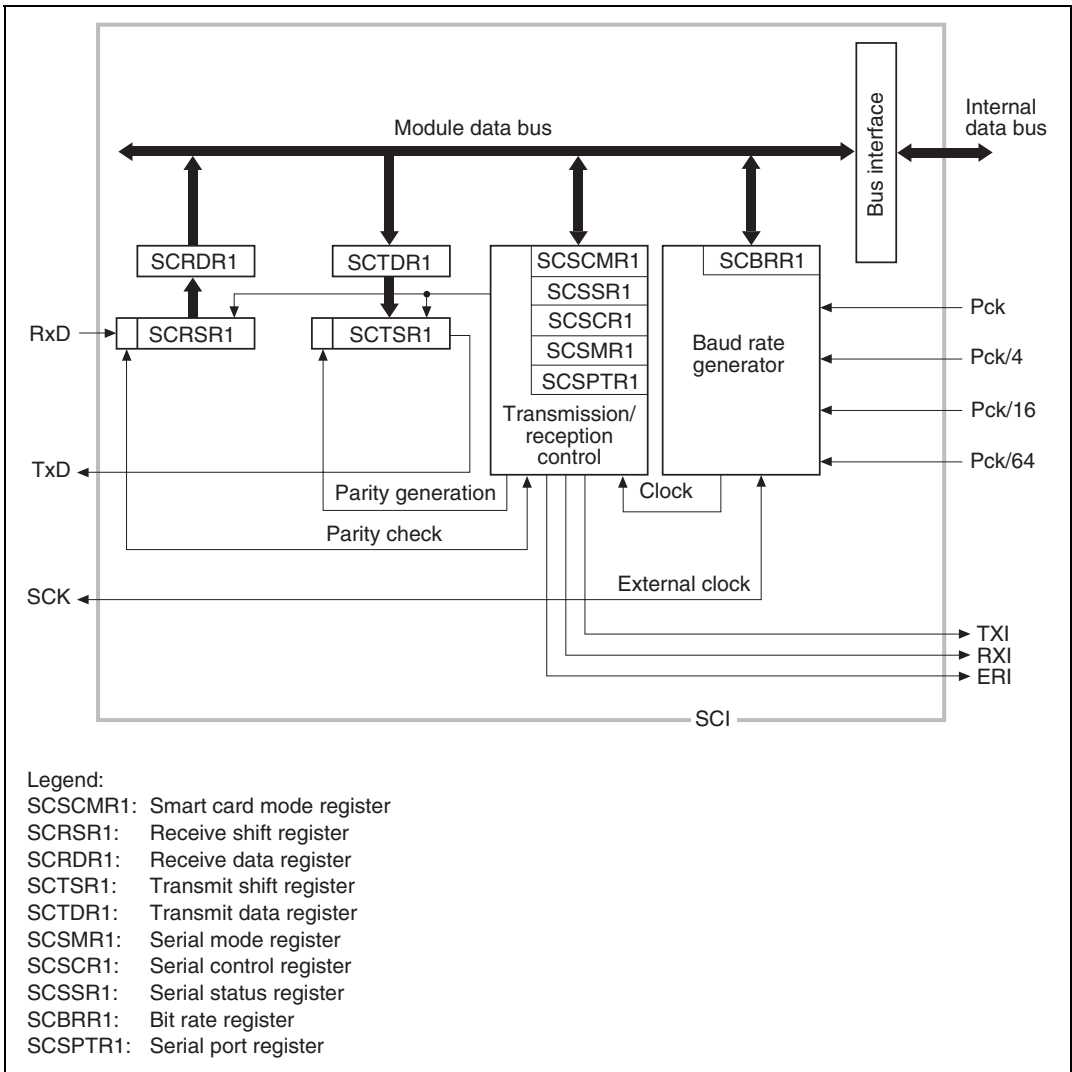 Module data bus
Bus interface
Internal
data bus
SCRDR1
SCTDR1
SCSCMR1
SCSSR1
SCSCR1
SCSMR1
SCSPTR1
Transmission/
reception
control
SCBRR1
Baud rate
generator
Pck
Pck/4
Pck/16
Pck/64
RxD
SCRSR1
SCTSR1
TxD
Parity generation
Clock
Parity check
External clock
SCK
TXI
RXI
ERI
SCI
Legend:
SCSCMR1: Smart card mode register
SCRSR1: Receive shift register
SCRDR1: Receive data register
SCTSR1: Transmit shift register
SCTDR1: Transmit data register
SCSMR1: Serial mode register
SCSCR1: Serial control register
SCSSR1: Serial status register
SCBRR1: Bit rate register
SCSPTR1: Serial port register